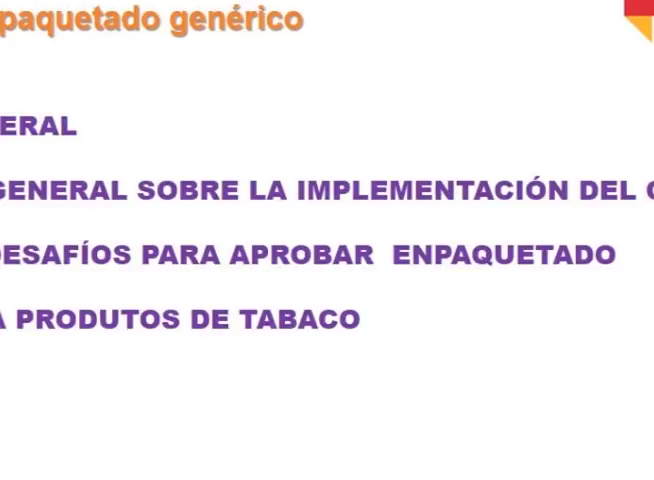 paquetado genérico
ERAL
GENERAL SOBRE LA IMPLEMENTACIÓN DEL
DESAFÍOS PARA APROBAR ENPAQUETADO
A PRODUTOS DE TABACO